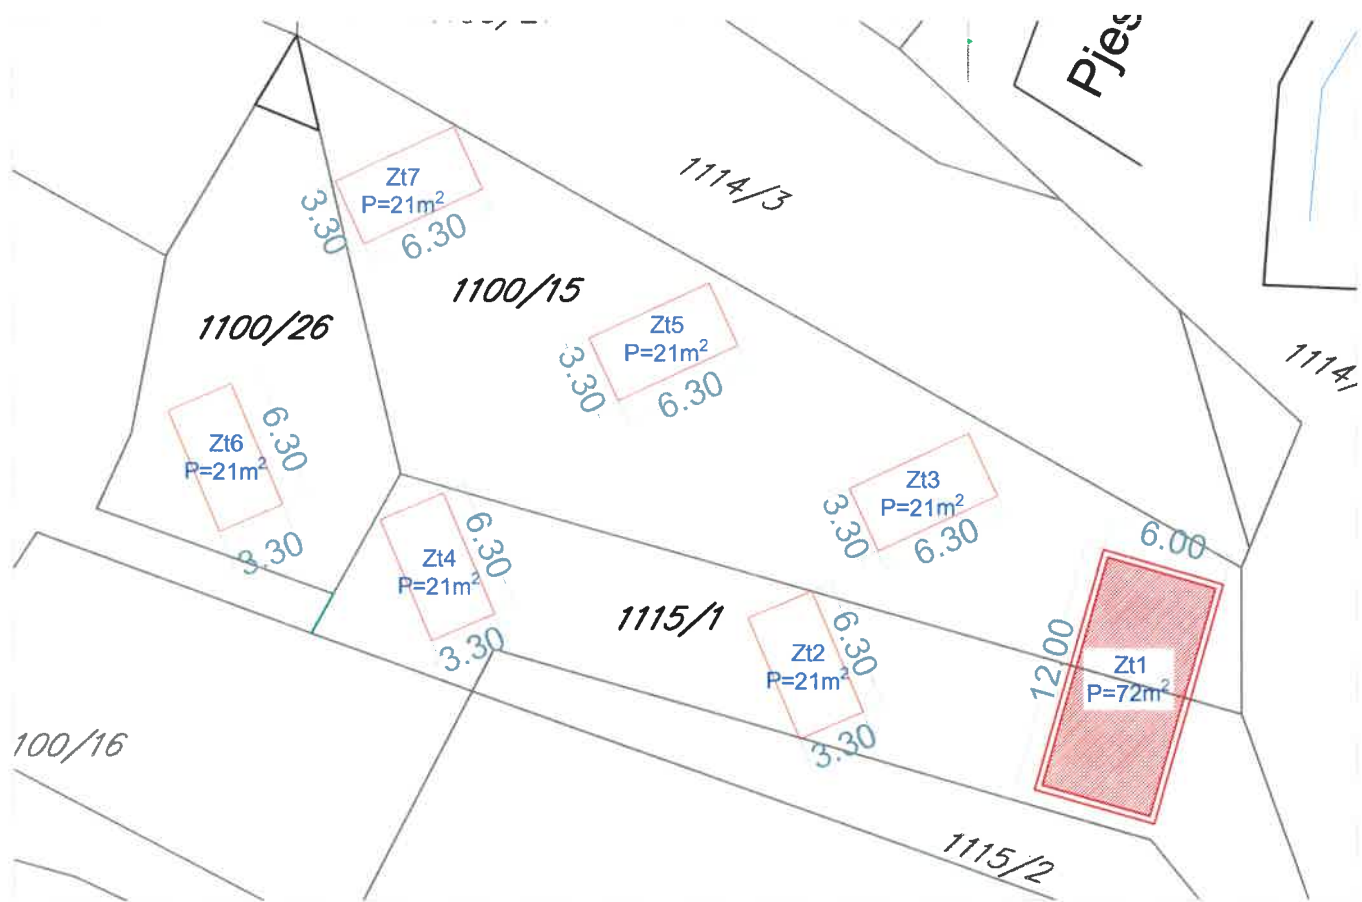 Pjes
1114/3
Zt7
P=21m²
3.30
6.30
1100/15
1100/26
Zt5
P=21m²
3.30
6.30
1114/
Zt6
P=21m²
6.30
3.30
Zt3
P=21m²
3.30
6.30
Zt4
P=21m²
6.30
3.30
6.00
1115/1
Zt2
P=21m²
6.30
3.30
12.00
Zt1
P=72m²
100/16
1115/2